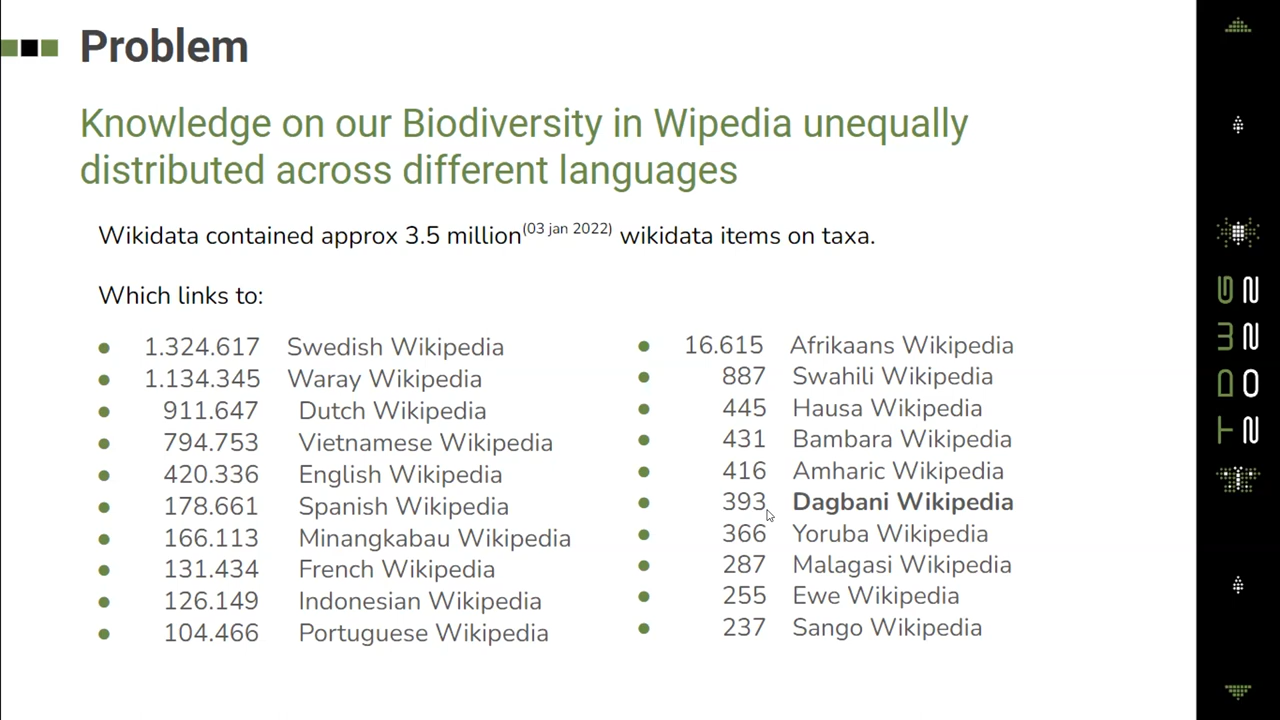 Problem
Knowledge on our Biodiversity in Wipedia unequally
distributed across different languages
Wikidata contained approx 3.5 million(03 jan 2022) wikidata items on taxa.
Which links to:
1.324.617 Swedish Wikipedia
1.134.345 Waray Wikipedia
911.647 Dutch Wikipedia
794.753 Vietnamese Wikipedia
420.336 English Wikipedia
178.661 Spanish Wikipedia
166.113 Minangkabau Wikipedia
131.434 French Wikipedia
126.149 Indonesian Wikipedia
104.466 Portuguese Wikipedia
16.615 Afrikaans Wikipedia
887 Swahili Wikipedia
445 Hausa Wikipedia
431 Bambara Wikipedia
416 Amharic Wikipedia
393 Dagbani Wikipedia
366 Yoruba Wikipedia
287 Malagasi Wikipedia
255 Ewe Wikipedia
237 Sango Wikipedia